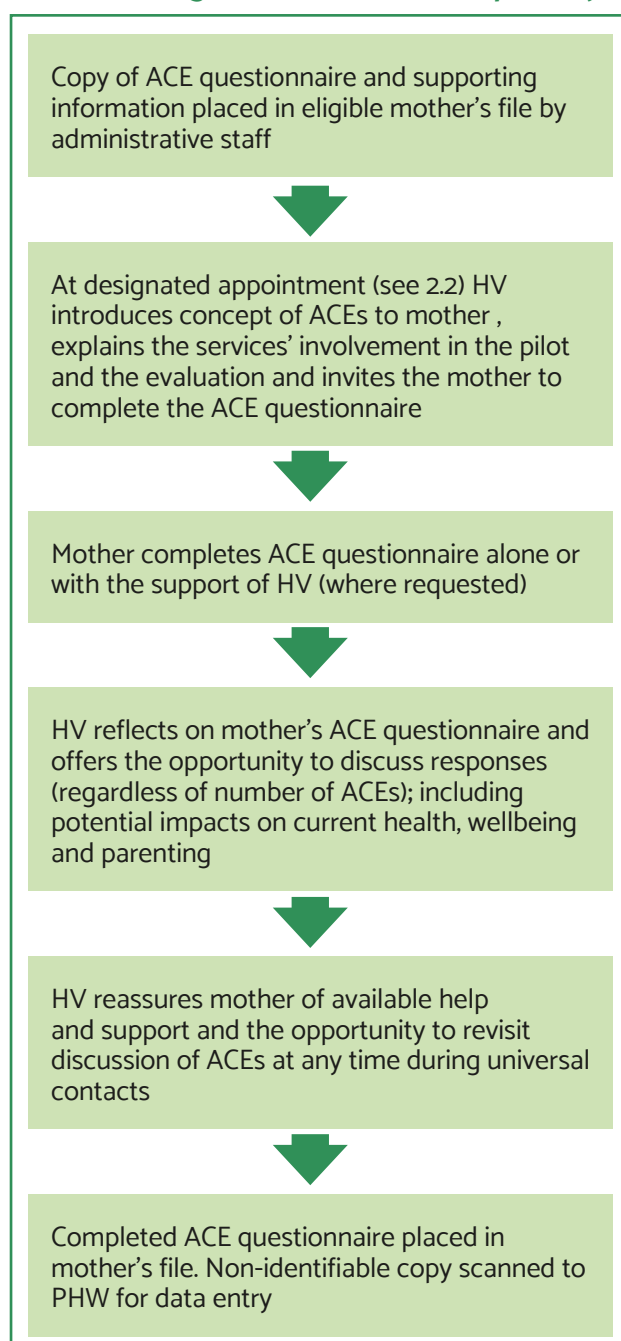 Copy of ACE questionnaire and supporting
information placed in eligible mother's file by
administrative staff
At designated appointment (see 2.2) HV
introduces concept of ACEs to mother ,
explains the services' involvement in the pilot
and the evaluation and invites the mother to
complete the ACE questionnaire
Mother completes ACE questionnaire alone or
with the support of HV (where requested)
HV reflects on mother's ACE questionnaire and
offers the opportunity to discuss responses
(regardless of number of ACEs); including
potential impacts on current health, wellbeing
and parenting
HV reassures mother of available help
and support and the opportunity to revisit
discussion of ACEs at any time during universal
contacts
Completed ACE questionnaire placed in
mother's file. Non-identifiable copy scanned to
PHW for data entry